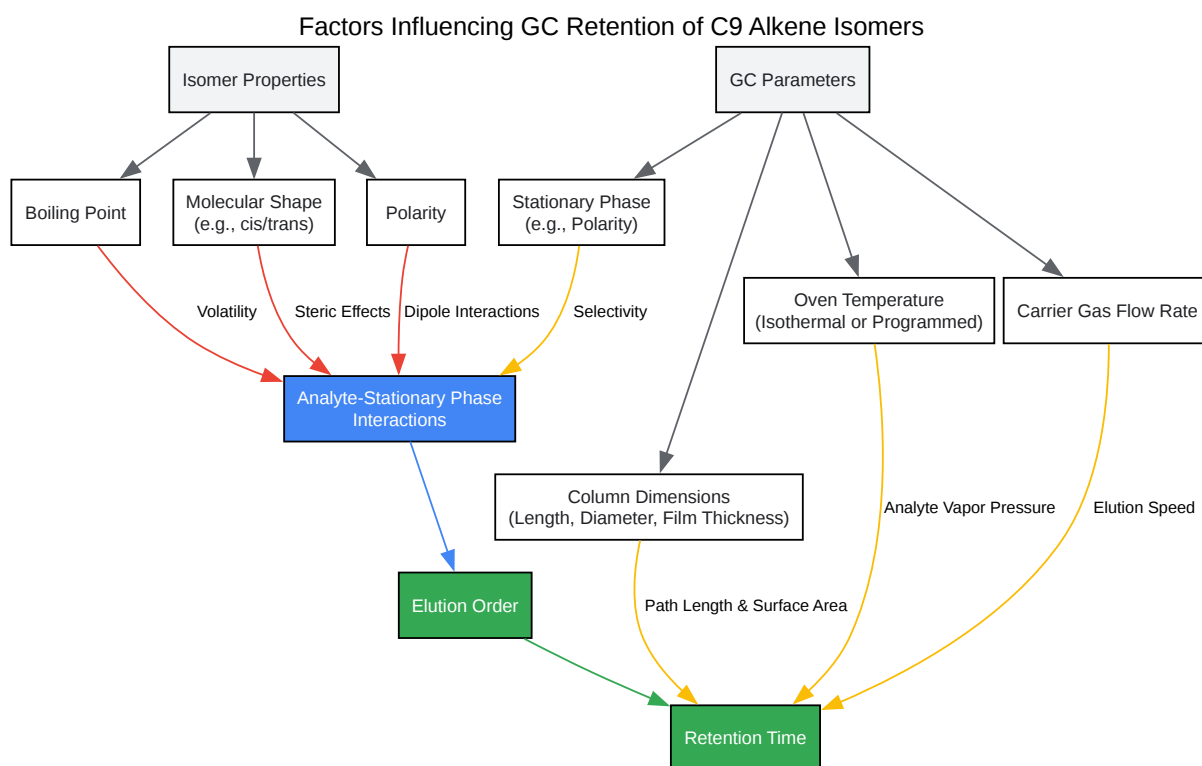 Factors Influencing GC Retention of C9 Alkene Isomers
Isomer Properties
GC Parameters
Boiling Point
Molecular Shape
(e.g., cis/trans)
Polarity
Stationary Phase
(e.g., Polarity)
Oven Temperature
(Isothermal or Programmed)
Carrier Gas Flow Rate
Volatility
Steric Effects
Dipole Interactions
Selectivity
Analyte-Stationary Phase
Interactions
Column Dimensions
(Length, Diameter, Film Thickness)
Analyte Vapor Pressure
Elution Speed
Elution Order
Path Length & Surface Area
Retention Time